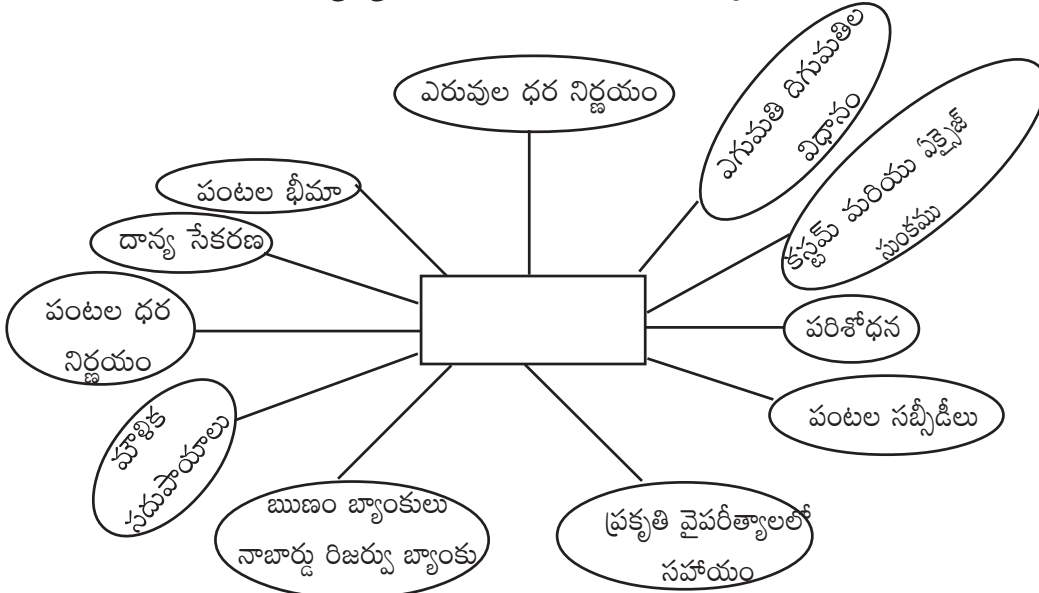 ఎరువుల ధర నిర్ణయం
ఎగుమతి దిగుమతిల
విధానం
కస్టమ్ మరియు ఏక్సైజ్
సుంకము
పంటల భీమా
దాన్య సేకరణ
పంటల ధర
నిర్ణయం
పరిశోధన
పంటల సబ్సీడీలు
మౌళిక
సదుపాయాలు
ఋణం బ్యాంకులు
నాబార్డు రిజర్వు బ్యాంకు
ప్రకృతి వైపరీత్యాలలో
సహాయం